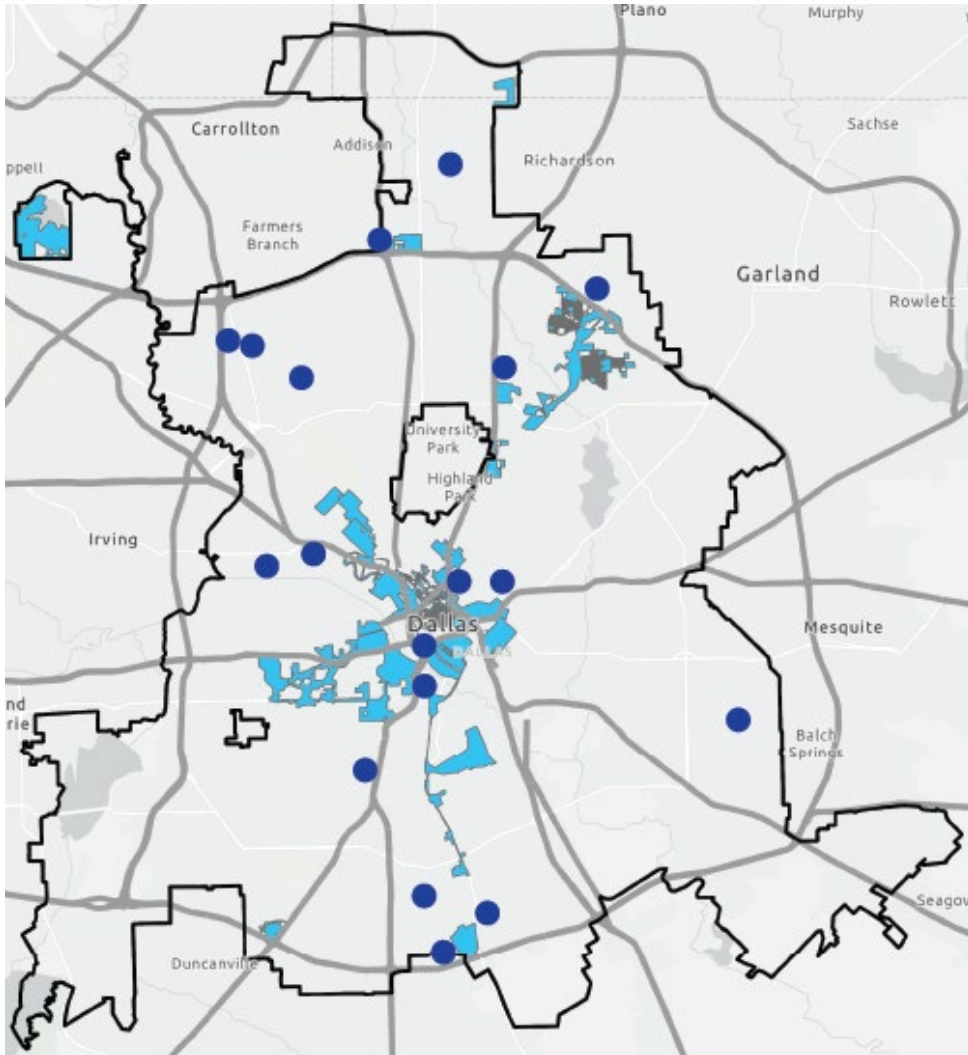 Plano
Murphy
Carrollton
Addison
Sachse
Richardson
ppell
Farmers
Branch
Garland
Rowlett
University
Park
Highland
Park
Irving
Dallas
DALLAS
Mesquite
nd
rie
Balch
Springs
Seagov
Duncanville